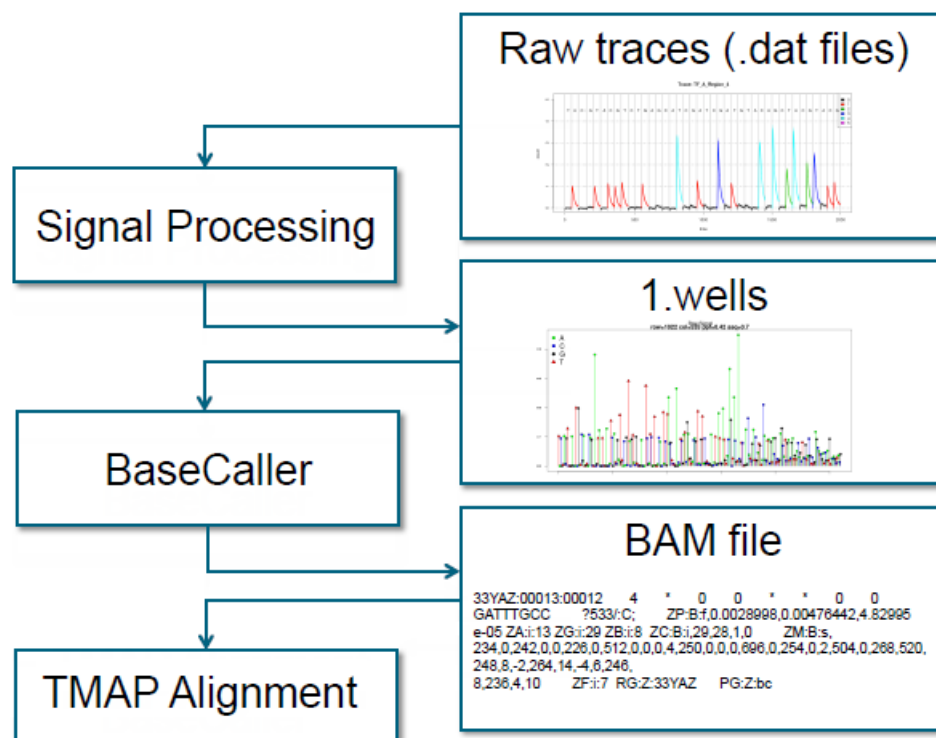 Raw traces (.dat files)
Signal Processing
1.wells
A
C
G
T
BaseCaller
BAM file
33YAZ:00013:00012 4 * 0 0 * * 0 0
GATTTGCC ?533/:C; ZP:B:f,0.0028998,0.00476442,4.82995
e-05 ZA:i:13 ZG:i:29 ZB:i:8 ZC:B:i,29,28,1,0 ZM:B:s,
234,0,242,0,0,226,0,512,0,0,0,4,250,0,0,0,696,0,254,0,2,504,0,268,520,
248,8,-2,264,14,-4,6,246,
8,236,4,10 ZF:i:7 RG:Z:33YAZ PG:Z:bc
TMAP Alignment